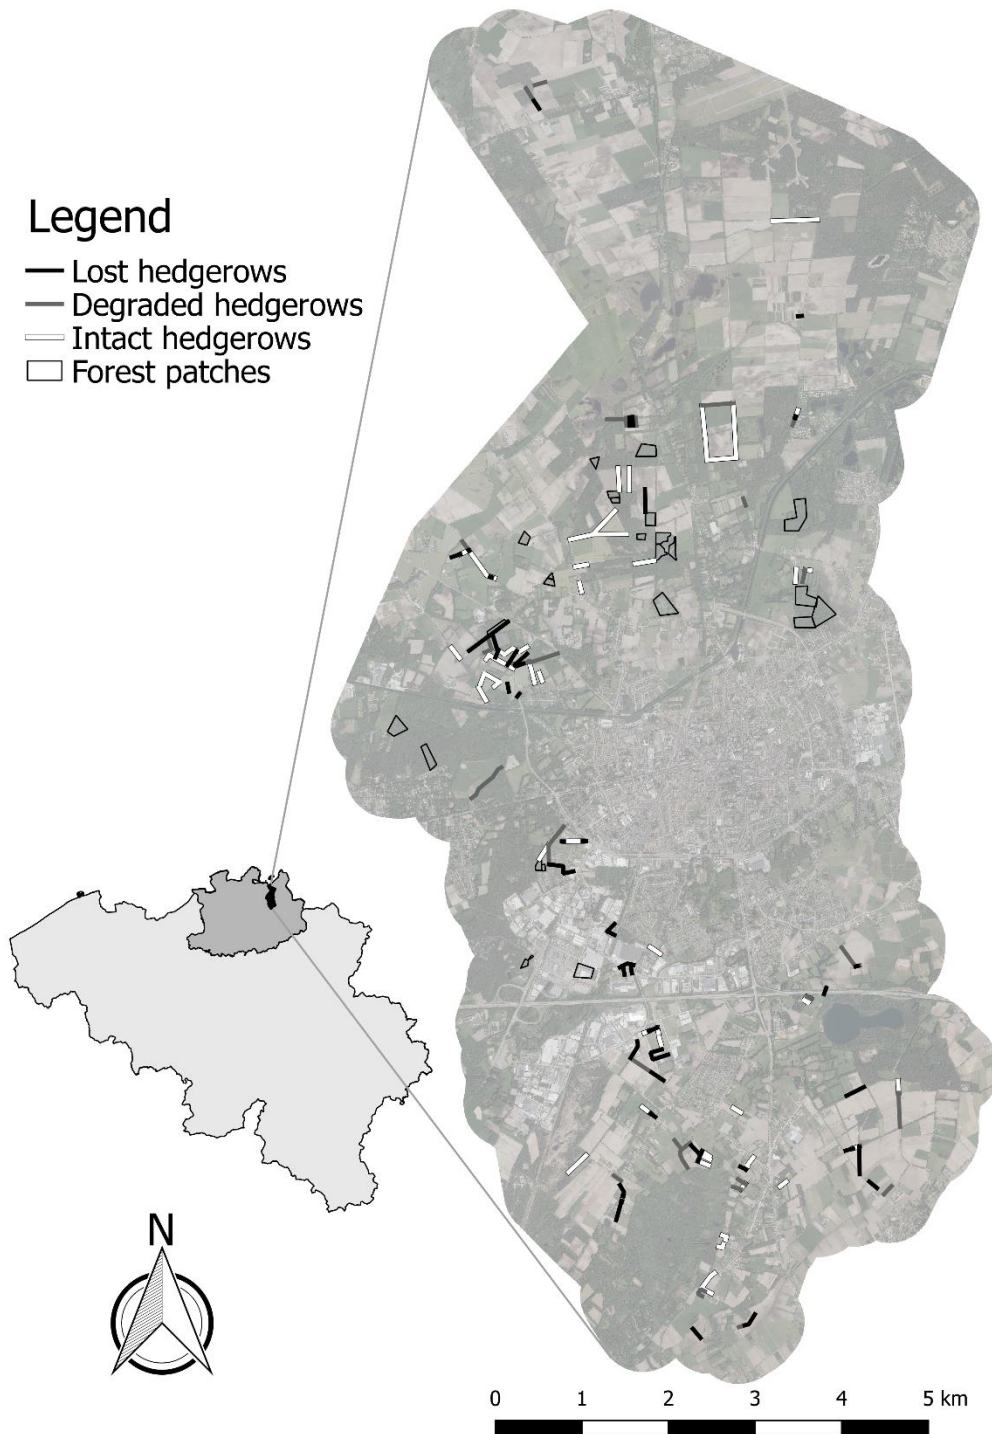 Legend
Lost hedgerows
Degraded hedgerows
Intact hedgerows
Forest patches
N
0 1 2 3 4 5 km